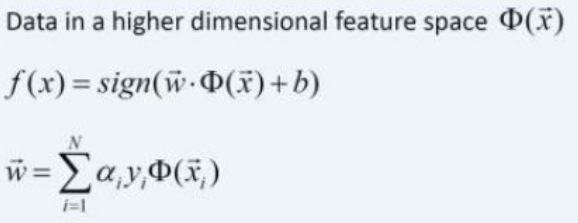 Data in a higher dimensional feature space Φ(x⃗)
f(x) = sign(w⃗ · Φ(x⃗) + b)
w⃗ = ∑_{i=1}^{N} α_i y_i Φ(x⃗_i)